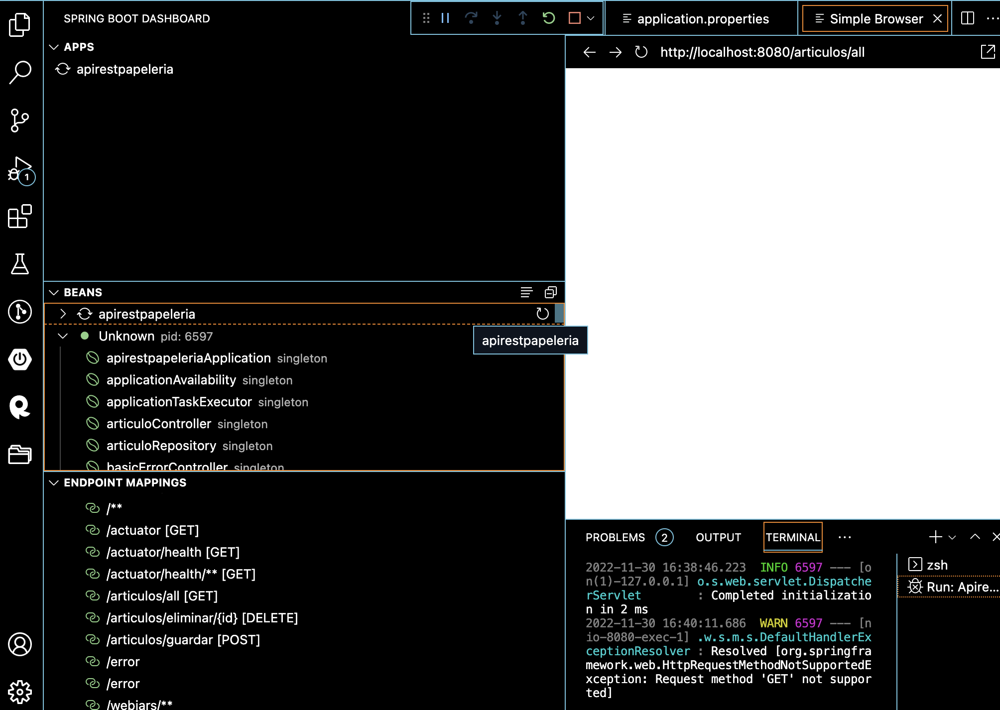 SPRING BOOT DASHBOARD
application.properties
Simple Browser
APPS
apirestpapeleria
http://localhost:8080/articulos/all
1
BEANS
apirestpapeleria
Unknown pid: 6597
apirestpapeleria
apirestpapeleriaApplication singleton
applicationAvailability singleton
applicationTaskExecutor singleton
articuloController singleton
articuloRepository singleton
basicErrorController singleton
ENDPOINT MAPPINGS
/**
/actuator [GET]
/actuator/health [GET]
/actuator/health/** [GET]
/articulos/all [GET]
/articulos/eliminar/{id} [DELETE]
/articulos/guardar [POST]
/error
/error
/webjars/**
PROBLEMS 2 OUTPUT TERMINAL ...
2022-11-30 16:38:46.223  INFO 6597 --- [o
n(1)-127.0.0.1] o.s.web.servlet.Dispatche
rServlet        : Completed initializatio
n in 2 ms
2022-11-30 16:40:11.686  WARN 6597 --- [n
io-8080-exec-1] .w.s.m.s.DefaultHandlerEx
ceptionResolver : Resolved [org.springfra
mework.web.HttpRequestMethodNotSupportedE
xception: Request method 'GET' not suppor
ted]
zsh
Run: Apire...